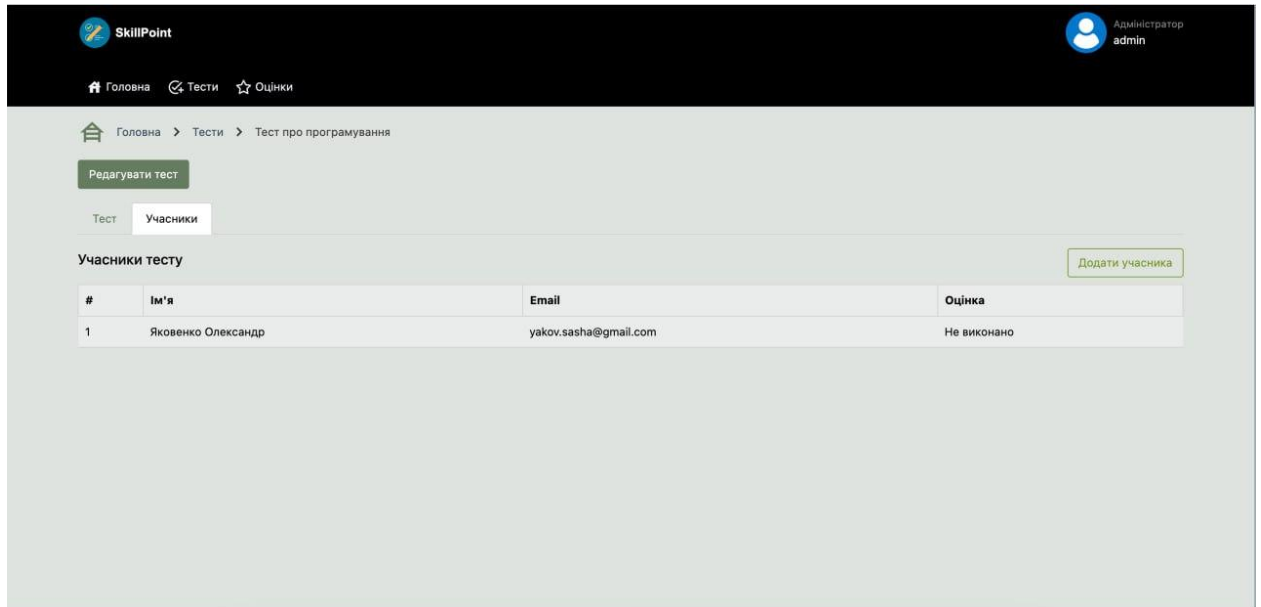 SkillPoint
Адміністратор
admin
Головна Тести Оцінки
Головна > Тести > Тест про програмування
Редагувати тест
Тест Учасники
Учасники тесту
Додати учасника
# Ім'я Email Оцінка
1 Яковенко Олександр yakov.sasha@gmail.com Не виконано